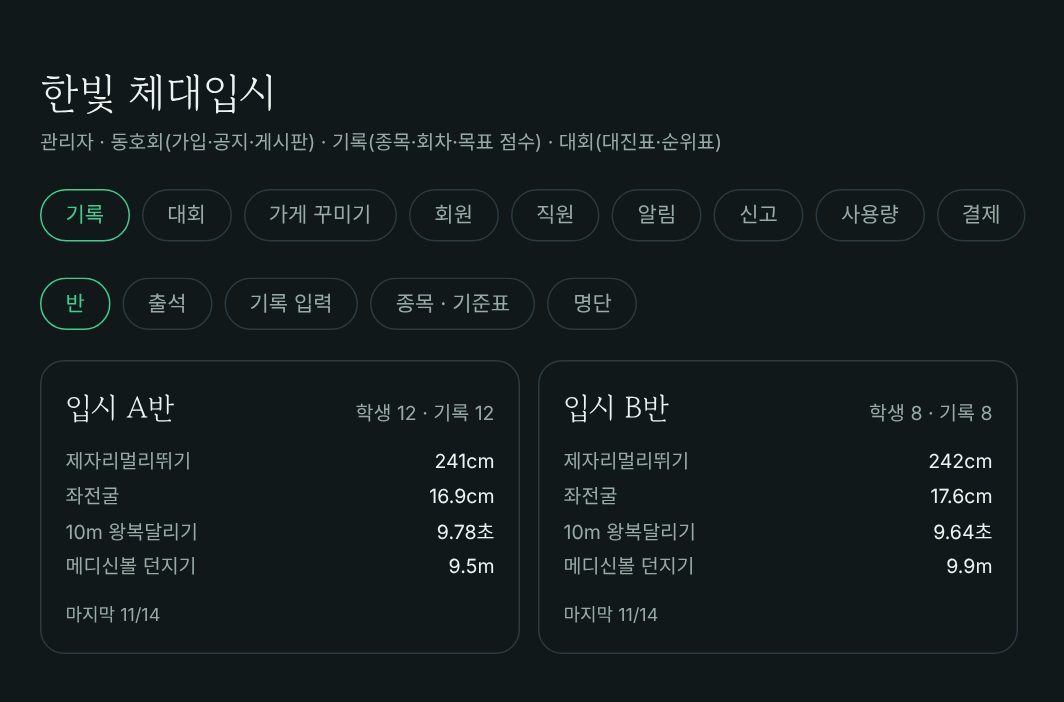 한빛 체대입시
관리자 · 동호회(가입·공지·게시판) · 기록(종목·회차·목표 점수) · 대회(대진표·순위표)
기록 대회 가게 꾸미기 회원 직원 알림 신고 사용량 결제
반 출석 기록 입력 종목 · 기준표 명단
입시 A반 학생 12 · 기록 12
제자리멀리뛰기 241cm
좌전굴 16.9cm
10m 왕복달리기 9.78초
메디신볼 던지기 9.5m
마지막 11/14
입시 B반 학생 8 · 기록 8
제자리멀리뛰기 242cm
좌전굴 17.6cm
10m 왕복달리기 9.64초
메디신볼 던지기 9.9m
마지막 11/14